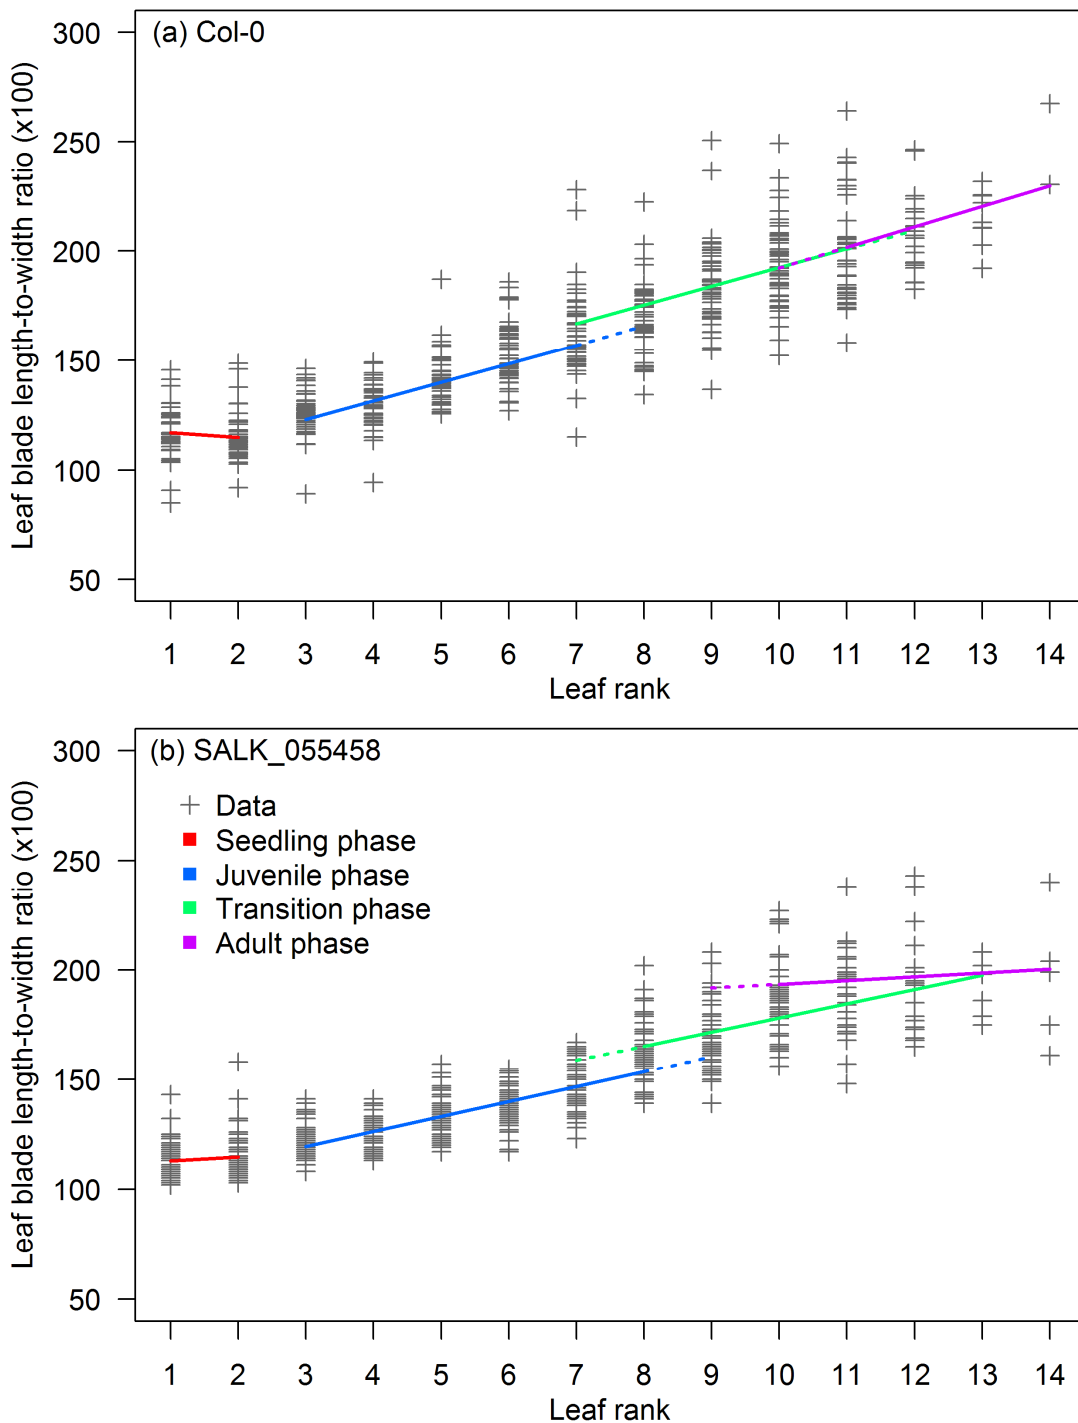 (a) Col-0
Leaf blade length-to-width ratio (x100)
300
250
200
150
100
50
1 2 3 4 5 6 7 8 9 10 11 12 13 14
Leaf rank
(b) SALK_055458
Data
Seedling phase
Juvenile phase
Transition phase
Adult phase
Leaf blade length-to-width ratio (x100)
300
250
200
150
100
50
1 2 3 4 5 6 7 8 9 10 11 12 13 14
Leaf rank